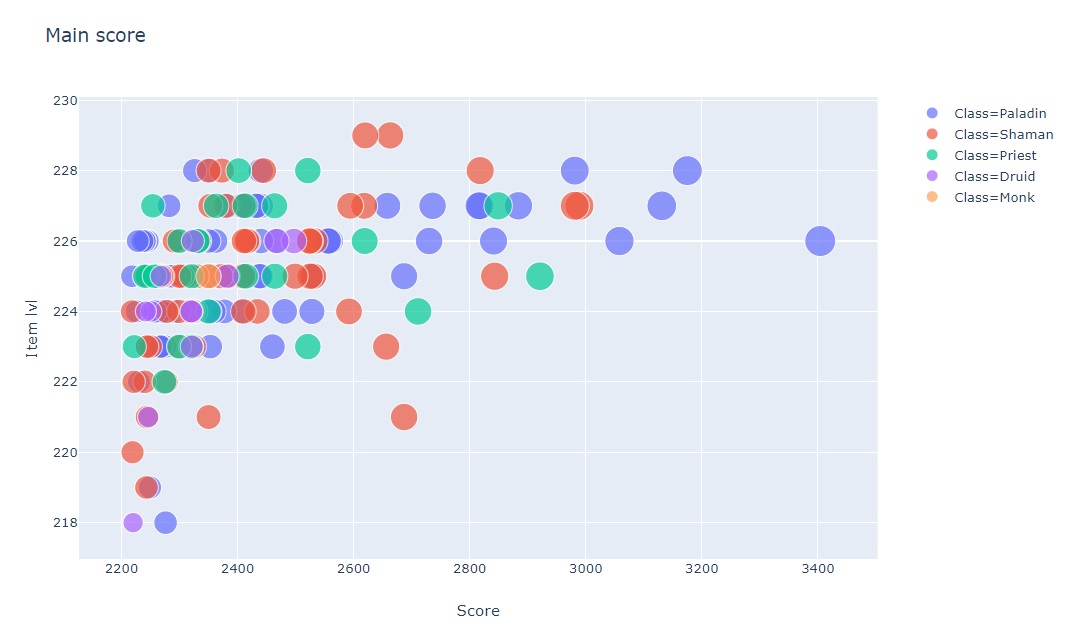 Main score
230
228
226
224
222
220
218
Item lvl
2200
2400
2600
2800
3000
3200
3400
Score
Class=Paladin
Class=Shaman
Class=Priest
Class=Druid
Class=Monk